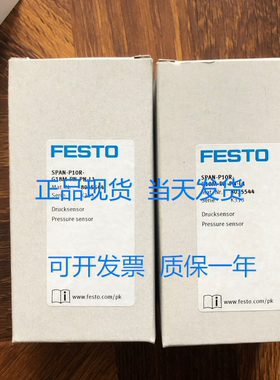 FESTO
SPAN-P10R-
Drucksensor
Pressure sensor
www.festo.com/pk
FESTO
SPAN-P10R-
Drucksensor
Pressure sensor
www.festo.com/pk
正品现货 当天发货
可开发票 质保一年